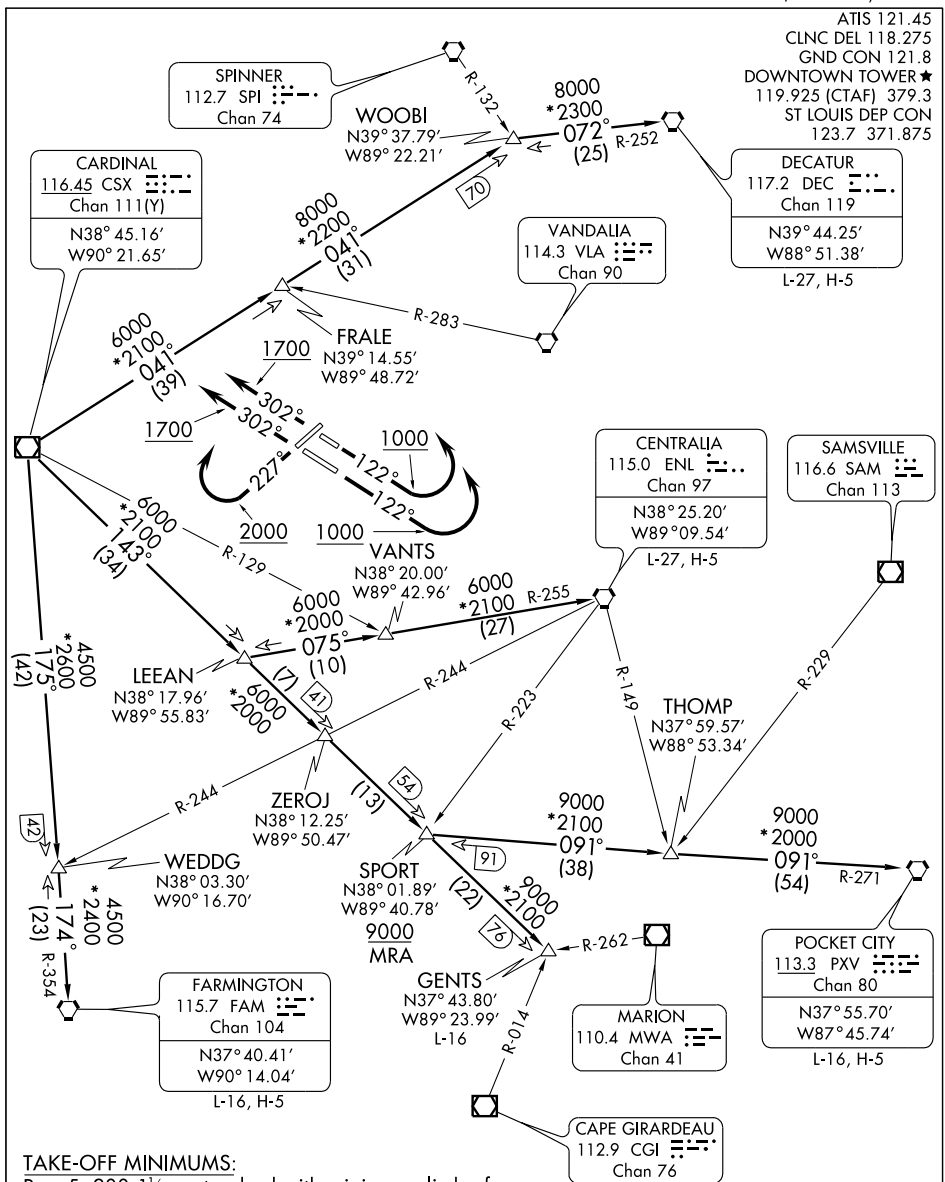 ATIS 121.45
CLNC DEL 118.275
GND CON 121.8
DOWNTOWN TOWER★
119.925 (CTAF) 379.3
ST LOUIS DEP CON
123.7 371.875
SPINNER
112.7 SPI
Chan 74
R-132
WOOBI
N39° 37.79'
W89° 22.21'
8000
*2300
072°
(25)
R-252
70
DECATUR
117.2 DEC
Chan 119
N39° 44.25'
W88° 51.38'
L-27, H-5
CARDINAL
116.45 CSX
Chan 111(Y)
N38° 45.16'
W90° 21.65'
8000
*2200
041°
(31)
VANDALIA
114.3 VLA
Chan 90
R-283
FRALE
N39° 14.55'
W89° 48.72'
6000
*2100
041°
(39)
1700
302°
1700
302°
227°
2000
122°
1000
122°
1000
CENTRALIA
115.0 ENL
Chan 97
N38° 25.20'
W89° 09.54'
L-27, H-5
SAMSVILLE
116.6 SAM
Chan 113
6000
*2100
143°
(34)
R-129
VANTS
N38° 20.00'
W89° 42.96'
6000
*2000
075°
(10)
6000
*2100
(27)
R-255
LEEAN
N38° 17.96'
W89° 55.83'
(7)
6000
*2000
41
R-244
R-223
R-149
R-229
4500
*2600
175°
(42)
R-244
ZEROJ
N38° 12.25'
W89° 50.47'
(13)
54
THOMP
N37° 59.57'
W88° 53.34'
42
WEDDG
N38° 03.30'
W90° 16.70'
SPORT
N38° 01.89'
W89° 40.78'
9000
MRA
91
9000
*2100
091°
(38)
9000
*2000
091°
(54)
R-271
4500
*2400
174°
(23)
R-354
(22)
9000
*2100
76
R-262
GENTS
N37° 43.80'
W89° 23.99'
L-16
R-014
FARMINGTON
115.7 FAM
Chan 104
N37° 40.41'
W90° 14.04'
L-16, H-5
MARION
110.4 MWA
Chan 41
POCKET CITY
113.3 PXV
Chan 80
N37° 55.70'
W87° 45.74'
L-16, H-5
CAPE GIRARDEAU
112.9 CGI
Chan 76
TAKE-OFF MINIMUMS: